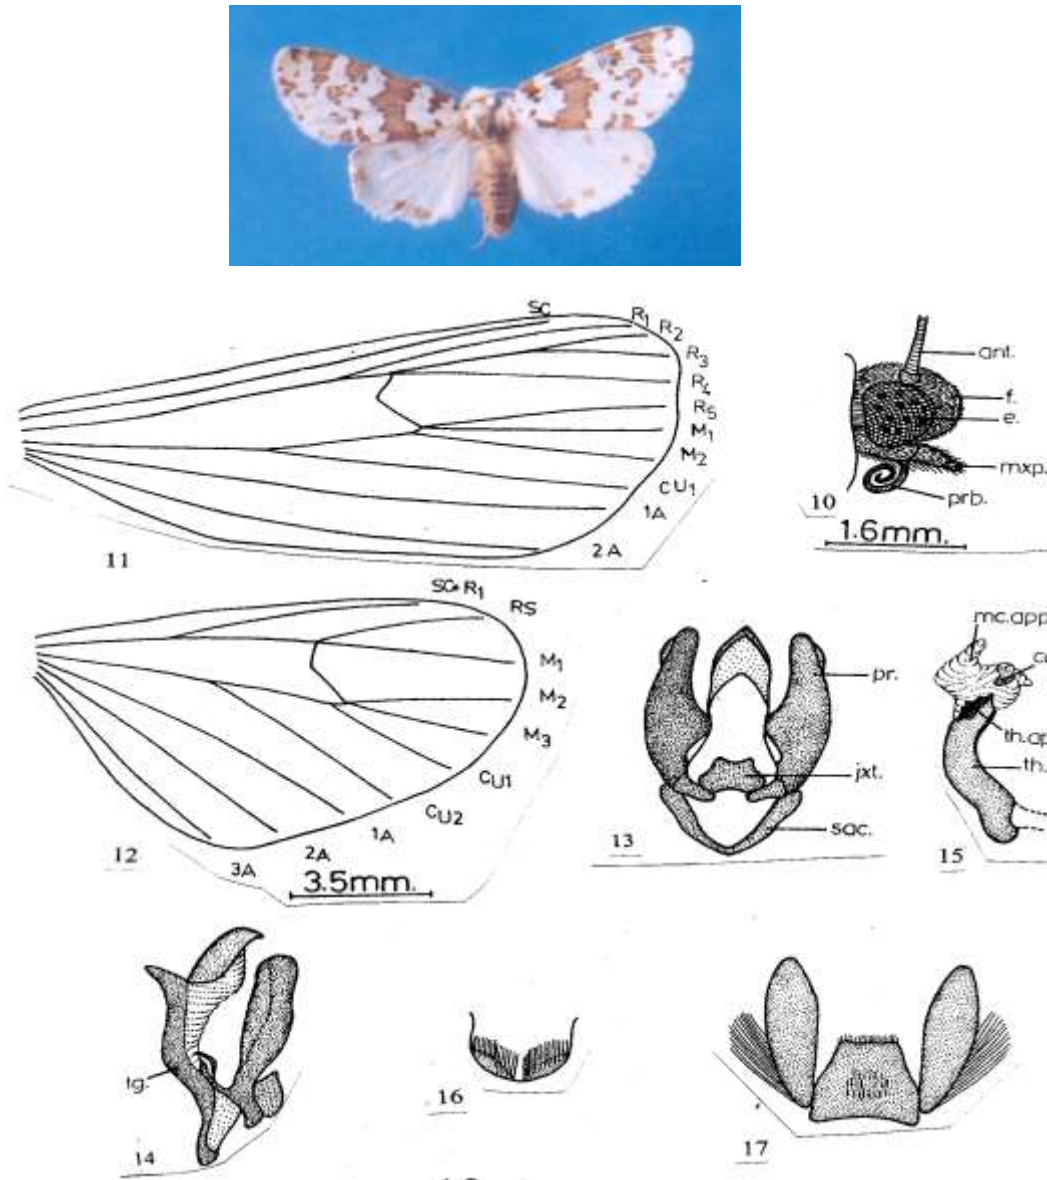 SC
R1
R2
R3
R4
R5
M1
M2
CU1
1A
2A
11
ant.
f.
e.
mxp.
prb.
10
1.6mm.
SC+R1
RS
M1
M2
M3
CU1
CU2
1A
2A
3A
12
3.5mm.
pr.
jxt.
sac.
13
mc.app
th.ap
th.
15
tg.
14
16
17